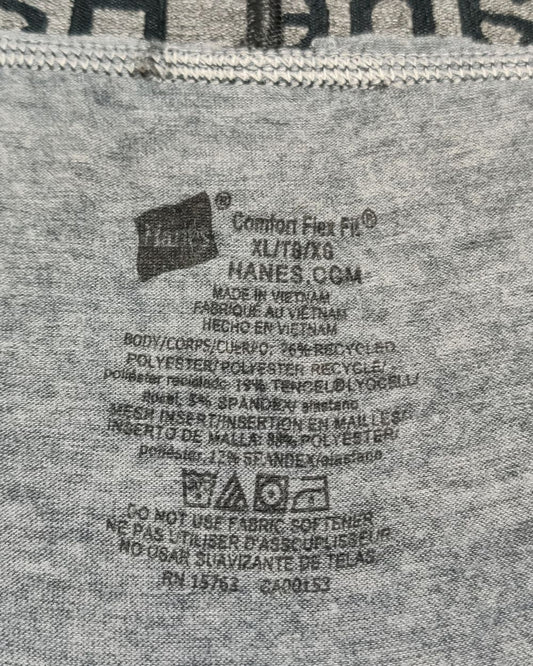 Hanes®
Comfort Flex Fit®
XL/TG/XG
HANES.COM
MADE IN VIETNAM
FABRIQUÉ AU VIETNAM
HECHO EN VIETNAM
BODY/CORPS/CUERPO: 76% RECYCLED
POLYESTER/POLYESTER RECYCLÉ/
poliéster reciclado, 19% TENCEL®LYOCELL/
liocel, 5% SPANDEX/ elastano
MESH INSERT/INSERTION EN MAILLES/
INSERTO DE MALLA: 88% POLYESTER/
poliéster, 12% SPANDEX/elastano
DO NOT USE FABRIC SOFTENER
NE PAS UTILISER D'ASSOUPLISSEUR
NO USAR SUAVIZANTE DE TELAS
RN 15763 CA00153